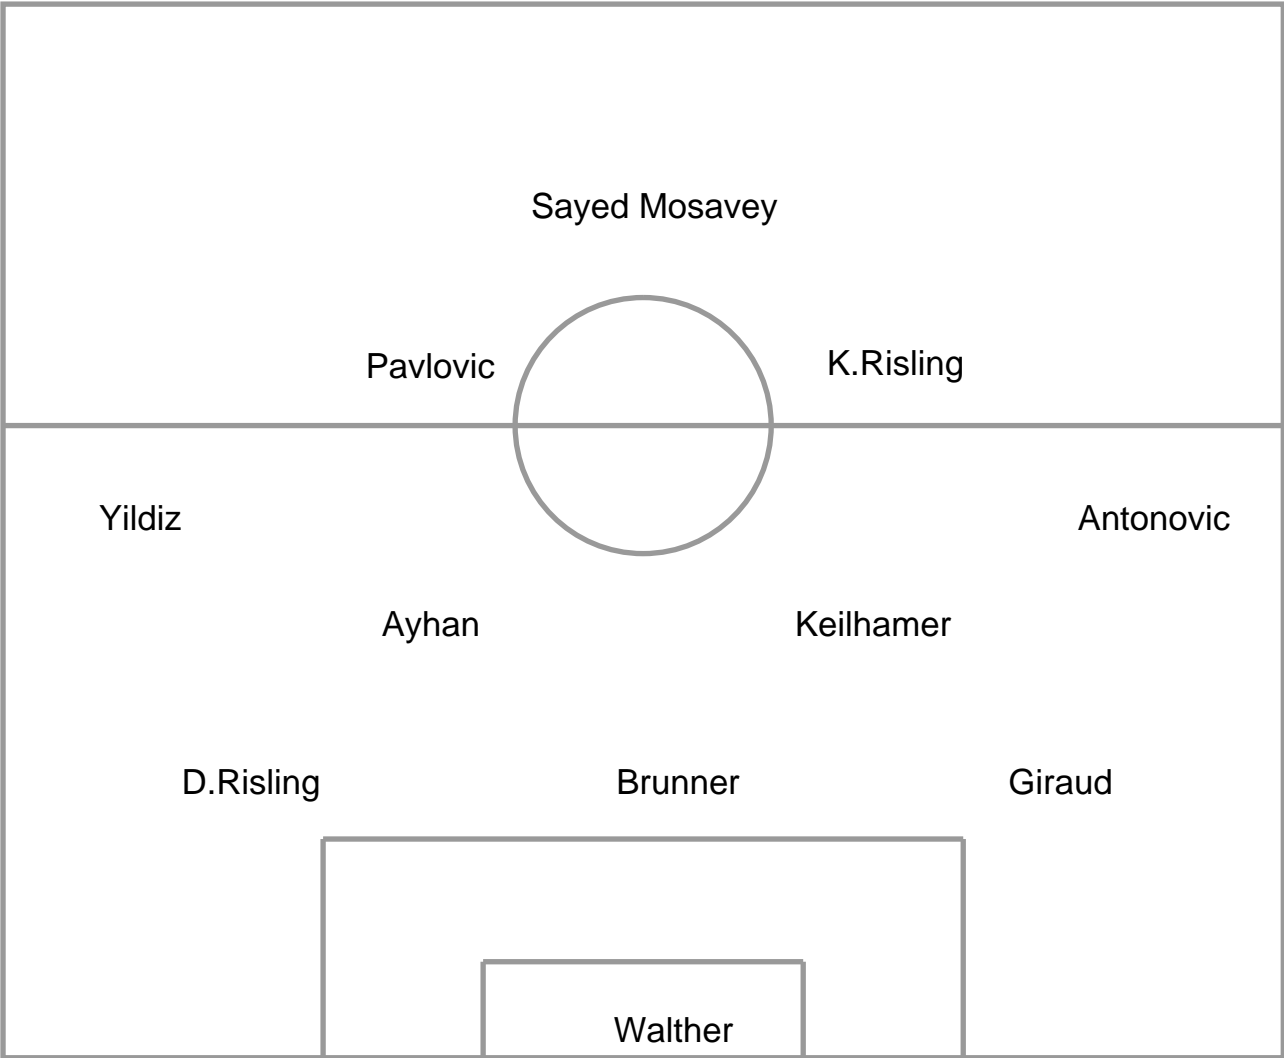 Sayed Mosavey
Pavlovic
K.Risling
Yildiz
Antonovic
Ayhan
Keilhamer
D.Risling
Brunner
Giraud
Walther